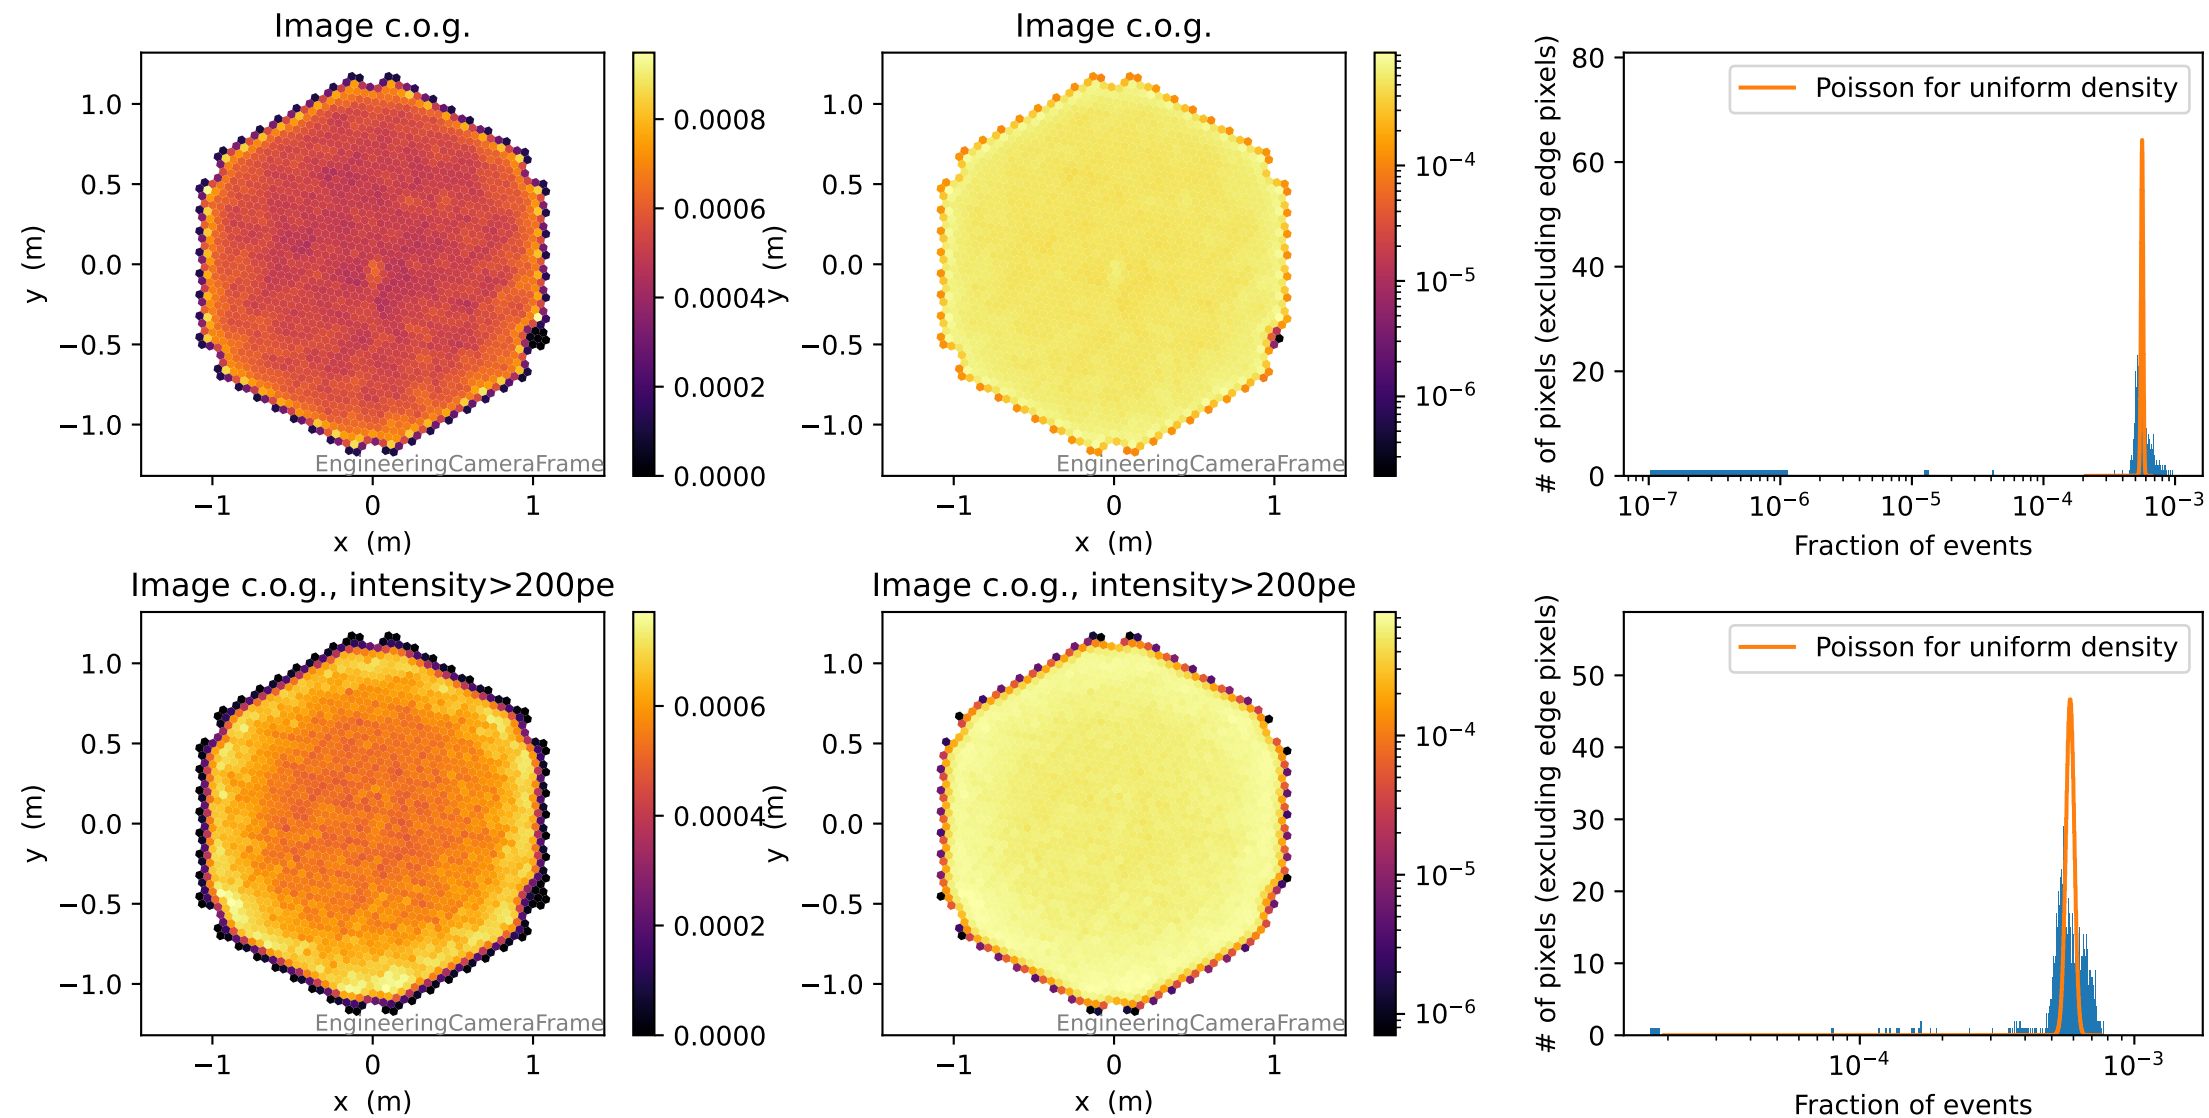 Image c.o.g.
1.0
0.5
0.0
−0.5
−1.0
y (m)
−1
0
1
x (m)
EngineeringCameraFrame
0.0008
0.0006
0.0004
0.0002
0.0000
Image c.o.g.
1.0
0.5
0.0
−0.5
−1.0
y (m)
−1
0
1
x (m)
EngineeringCameraFrame
10⁻⁴
10⁻⁵
10⁻⁶
Poisson for uniform density
80
60
40
20
0
# of pixels (excluding edge pixels)
10⁻⁷
10⁻⁶
10⁻⁵
10⁻⁴
10⁻³
Fraction of events
Image c.o.g., intensity>200pe
1.0
0.5
0.0
−0.5
−1.0
y (m)
−1
0
1
x (m)
EngineeringCameraFrame
0.0006
0.0004
0.0002
0.0000
Image c.o.g., intensity>200pe
1.0
0.5
0.0
−0.5
−1.0
y (m)
−1
0
1
x (m)
EngineeringCameraFrame
10⁻⁴
10⁻⁵
10⁻⁶
Poisson for uniform density
50
40
30
20
10
0
# of pixels (excluding edge pixels)
10⁻⁴
10⁻³
Fraction of events